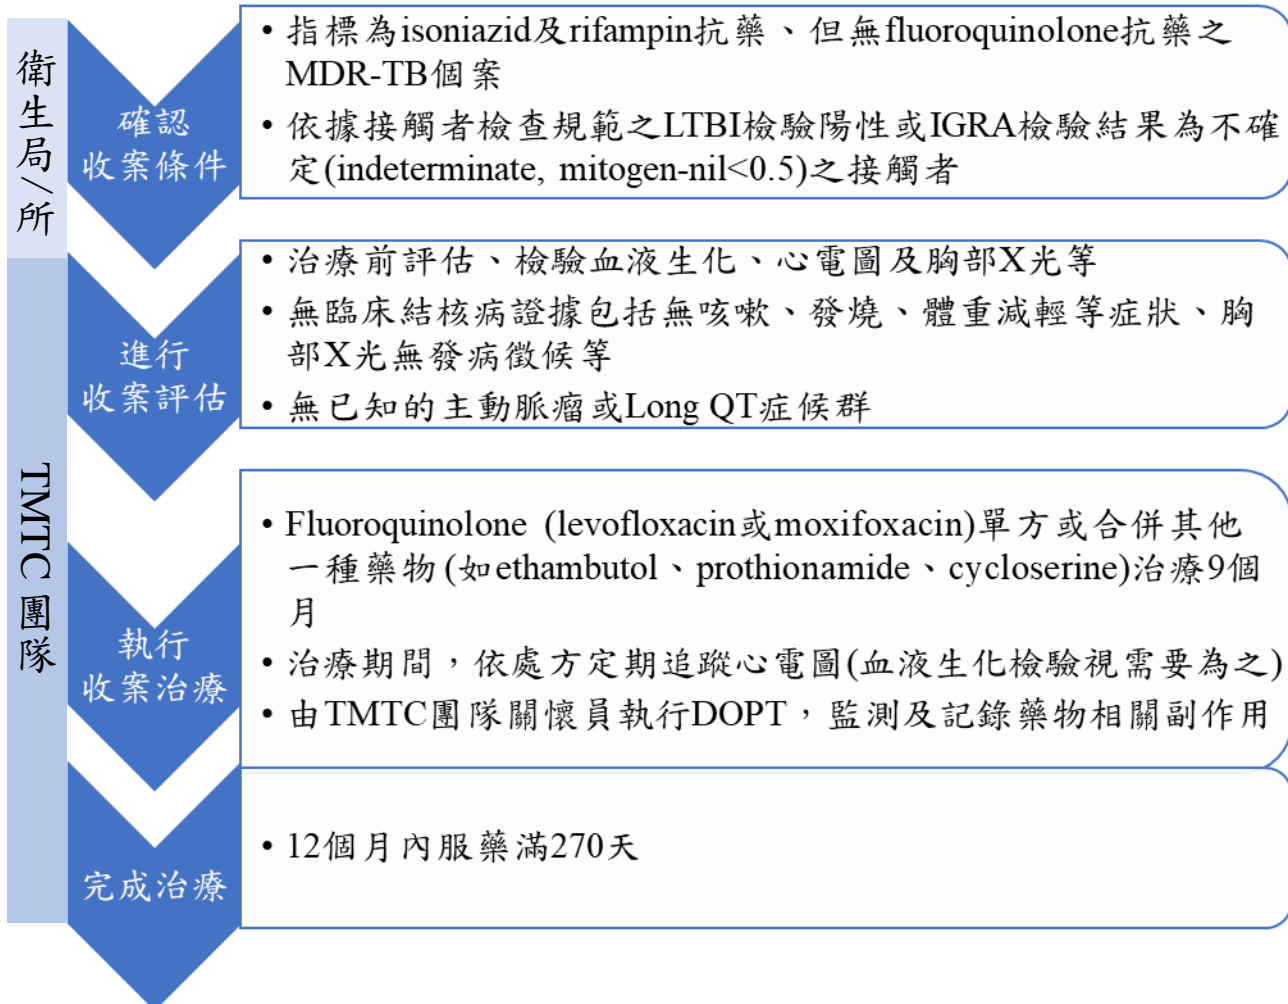 衛生局/所
確認
收案條件
• 指標為isoniazid及rifampin抗藥、但無fluoroquinolone抗藥之
MDR-TB個案
• 依據接觸者檢查規範之LTBI檢驗陽性或IGRA檢驗結果為不確
定(indeterminate, mitogen-nil<0.5)之接觸者
TMTC團隊
進行
收案評估
• 治療前評估、檢驗血液生化、心電圖及胸部X光等
• 無臨床結核病證據包括無咳嗽、發燒、體重減輕等症狀、胸
部X光無發病徵候等
• 無已知的主動脈瘤或Long QT症候群
執行
收案治療
• Fluoroquinolone (levofloxacin或moxifoxacin)單方或合併其他
一種藥物(如ethambutol、prothionamide、cycloserine)治療9個
月
• 治療期間，依處方定期追蹤心電圖(血液生化檢驗視需要為之)
• 由TMTC團隊關懷員執行DOPT，監測及記錄藥物相關副作用
完成治療
• 12個月內服藥滿270天